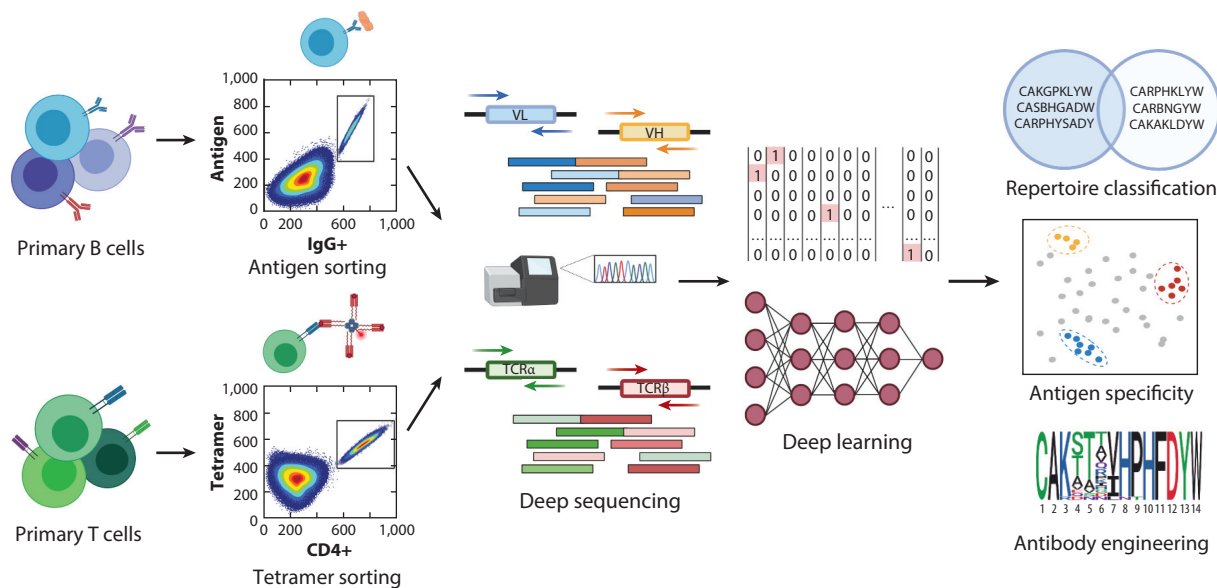 Primary B cells
1,000
800
600
400
200
0
Antigen
0 200 600 1,000
IgG+
Antigen sorting
Primary T cells
1,000
800
600
400
200
0
Tetramer
0 200 600 1,000
CD4+
Tetramer sorting
VL
VH
TCRα
TCRβ
Deep sequencing
0 1 0 0 0 0 0 0 0
1 0 0 0 0 0 0 0 0
0 0 0 0 0 0 0 0 0
0 0 0 0 1 0 0 ... 0 0
... ... ... ... ... ... ... ... ...
0 0 0 0 0 0 0 1 0
Deep learning
CAKGPKLYW
CASBHGADW
CARPHYSADY
CARPHKLYW
CARBNGYW
CAKAKLDYW
Repertoire classification
Antigen specificity
1 2 3 4 5 6 7 8 9 10 11 12 13 14
Antibody engineering